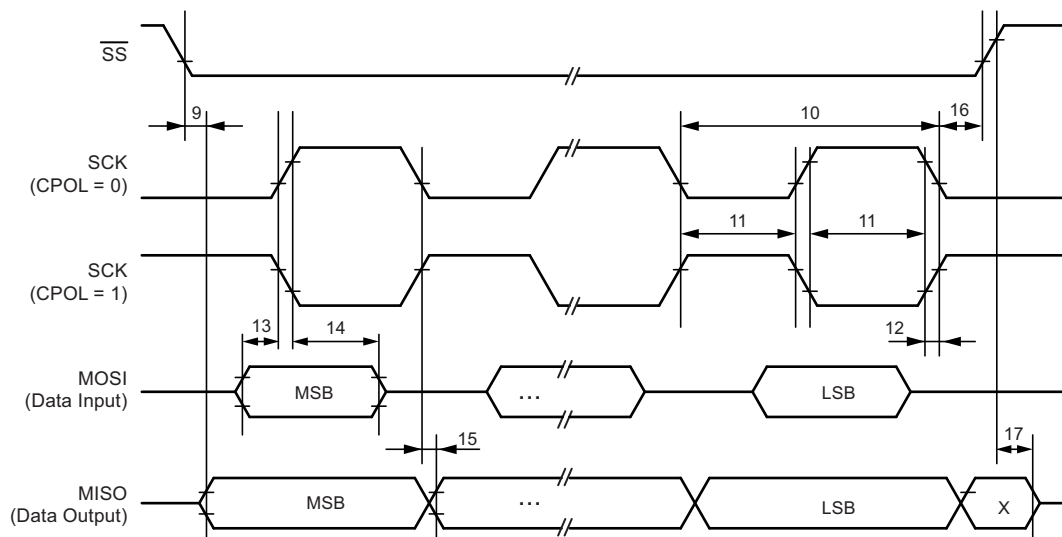 SS
9
10
16
SCK
(CPOL = 0)
11
11
SCK
(CPOL = 1)
13
14
12
MOSI
(Data Input)
MSB
...
LSB
15
17
MISO
(Data Output)
MSB
...
LSB
X